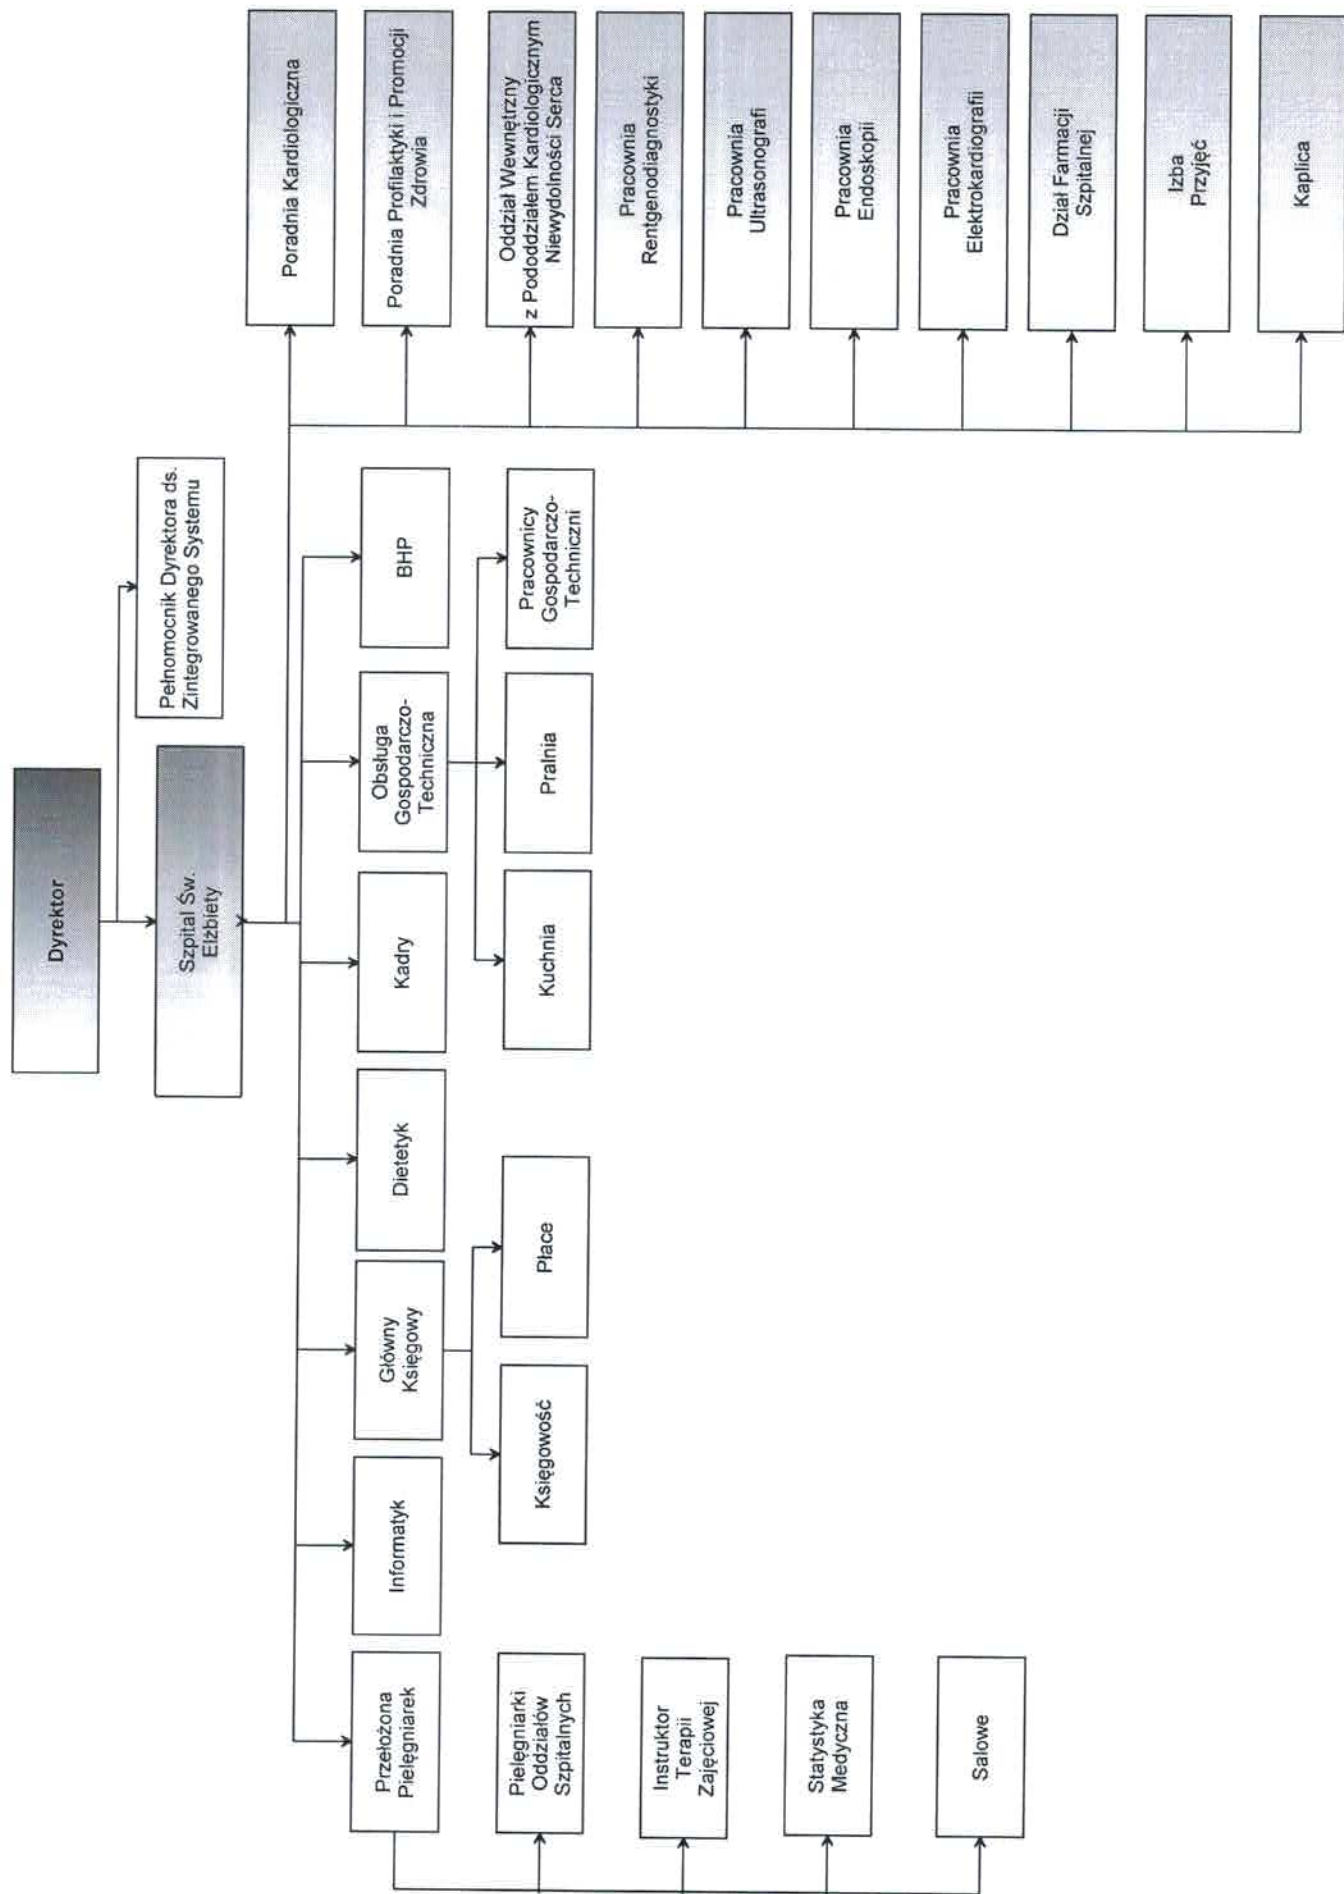 Dyrektor
Pełnomocnik Dyrektora ds.
Zintegrowanego Systemu
Szpital Św.
Elżbiety
Przełożona
Pielęgniarek
Informatyk
Główny
Księgowy
Dietetyk
Kadry
Obsługa
Gospodarczo-
Techniczna
BHP
Pielęgniarki
Oddziałów
Szpitalnych
Instruktor
Terapii
Zajęciowej
Statystyka
Medyczna
Salowe
Księgowość
Płace
Kuchnia
Pralnia
Pracownicy
Gospodarczo-
Techniczni
Poradnia Kardiologiczna
Poradnia Profilaktyki i Promocji
Zdrowia
Oddział Wewnętrzny
z Pododdziałem Kardiologicznym
Niewydolności Serca
Pracownia
Rentgenodiagnostyki
Pracownia
Ultrasonografi
Pracownia
Endoskopii
Pracownia
Elektrokardiografii
Dział Farmacji
Szpitalnej
Izba
Przyjęć
Kaplica